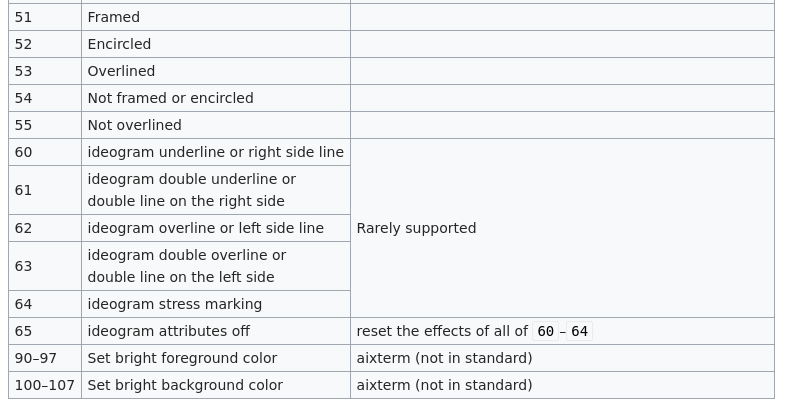 51 Framed
52 Encircled
53 Overlined
54 Not framed or encircled
55 Not overlined
60 ideogram underline or right side line
61 ideogram double underline or
double line on the right side
62 ideogram overline or left side line Rarely supported
63 ideogram double overline or
double line on the left side
64 ideogram stress marking
65 ideogram attributes off reset the effects of all of 60 – 64
90–97 Set bright foreground color aixterm (not in standard)
100–107 Set bright background color aixterm (not in standard)